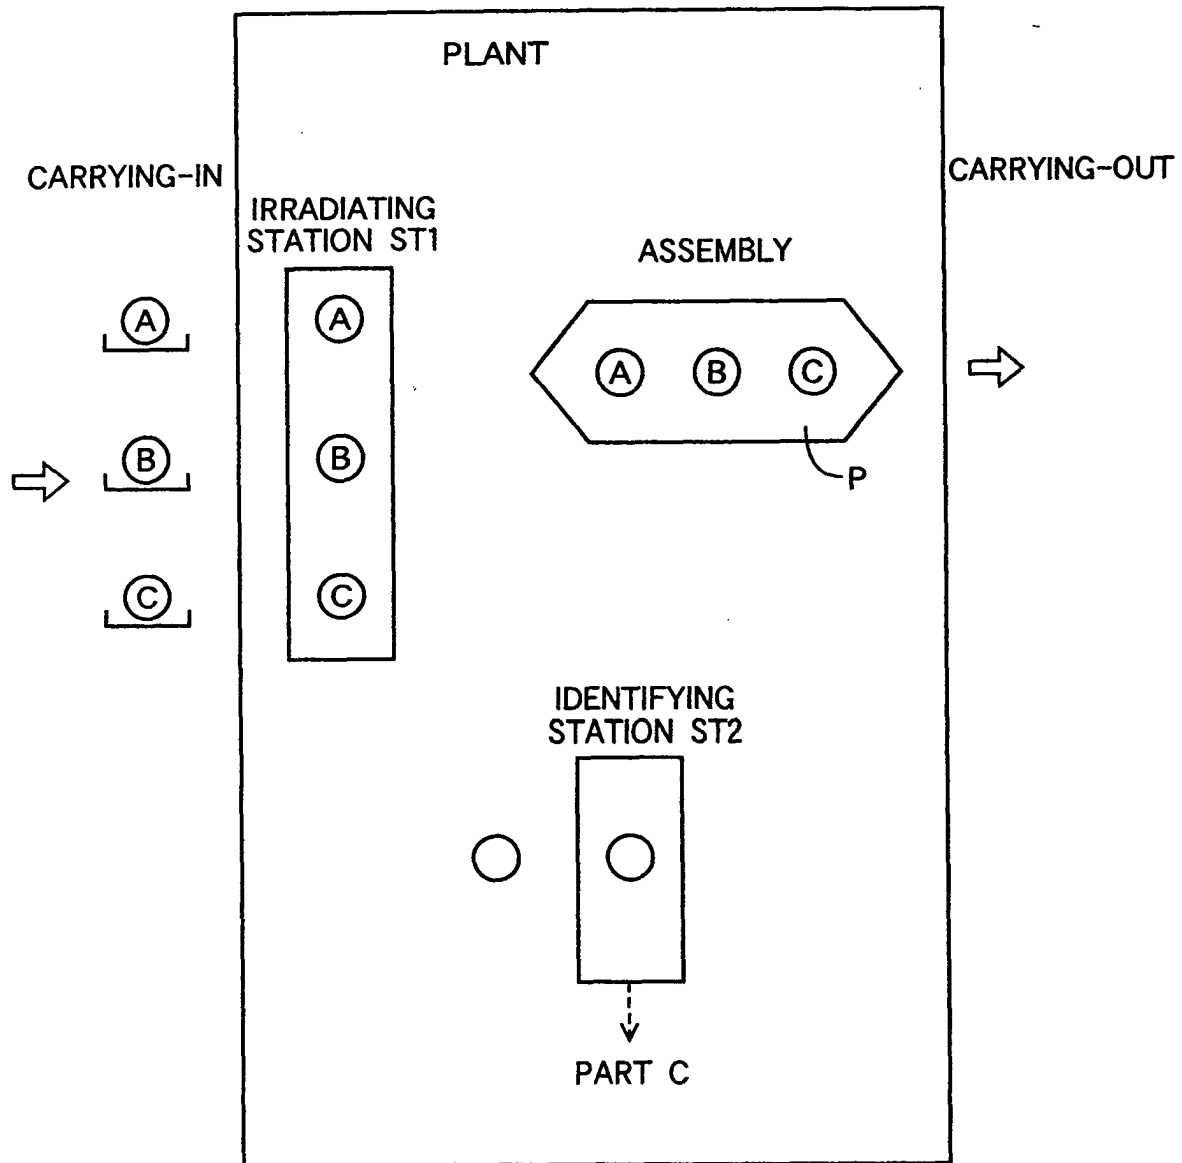 PLANT
CARRYING-IN
CARRYING-OUT
IRRADIATING
STATION ST1
ASSEMBLY
A
A
A
B
C
B
B
P
C
C
IDENTIFYING
STATION ST2
PART C